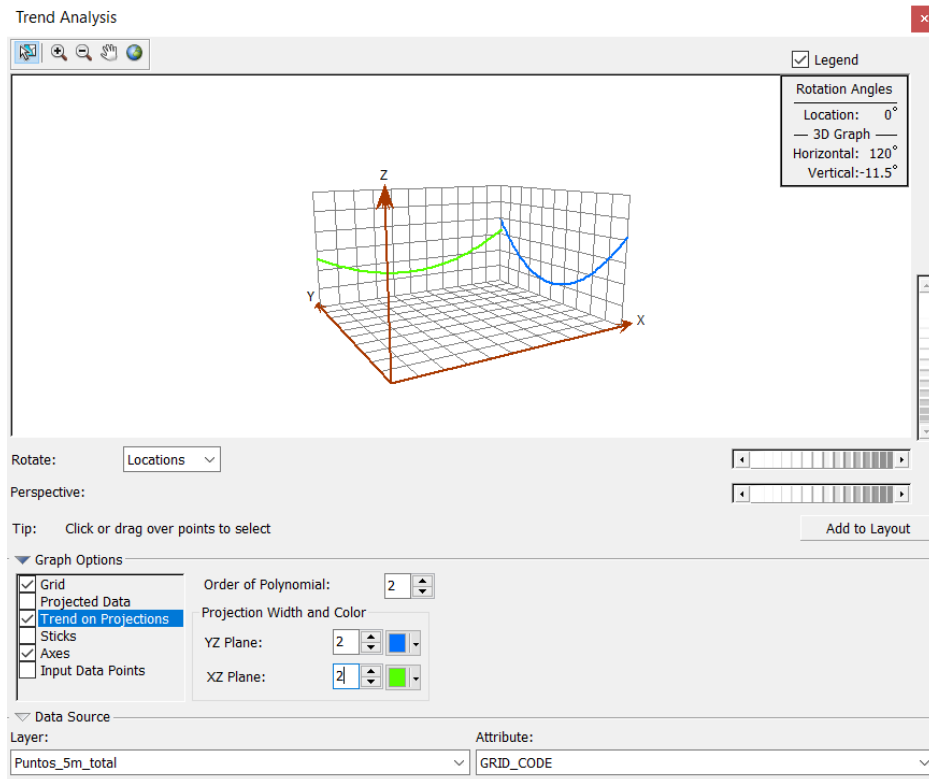 Trend Analysis
Legend
Rotation Angles
Location: 0°
3D Graph
Horizontal: 120°
Vertical:-11.5°
Z
Y
X
Rotate: Locations
Perspective:
Tip: Click or drag over points to select
Add to Layout
Graph Options
Grid
Projected Data
Trend on Projections
Sticks
Axes
Input Data Points
Order of Polynomial: 2
Projection Width and Color
YZ Plane: 2
XZ Plane: 2
Data Source
Layer: Attribute:
Puntos_5m_total GRID_CODE